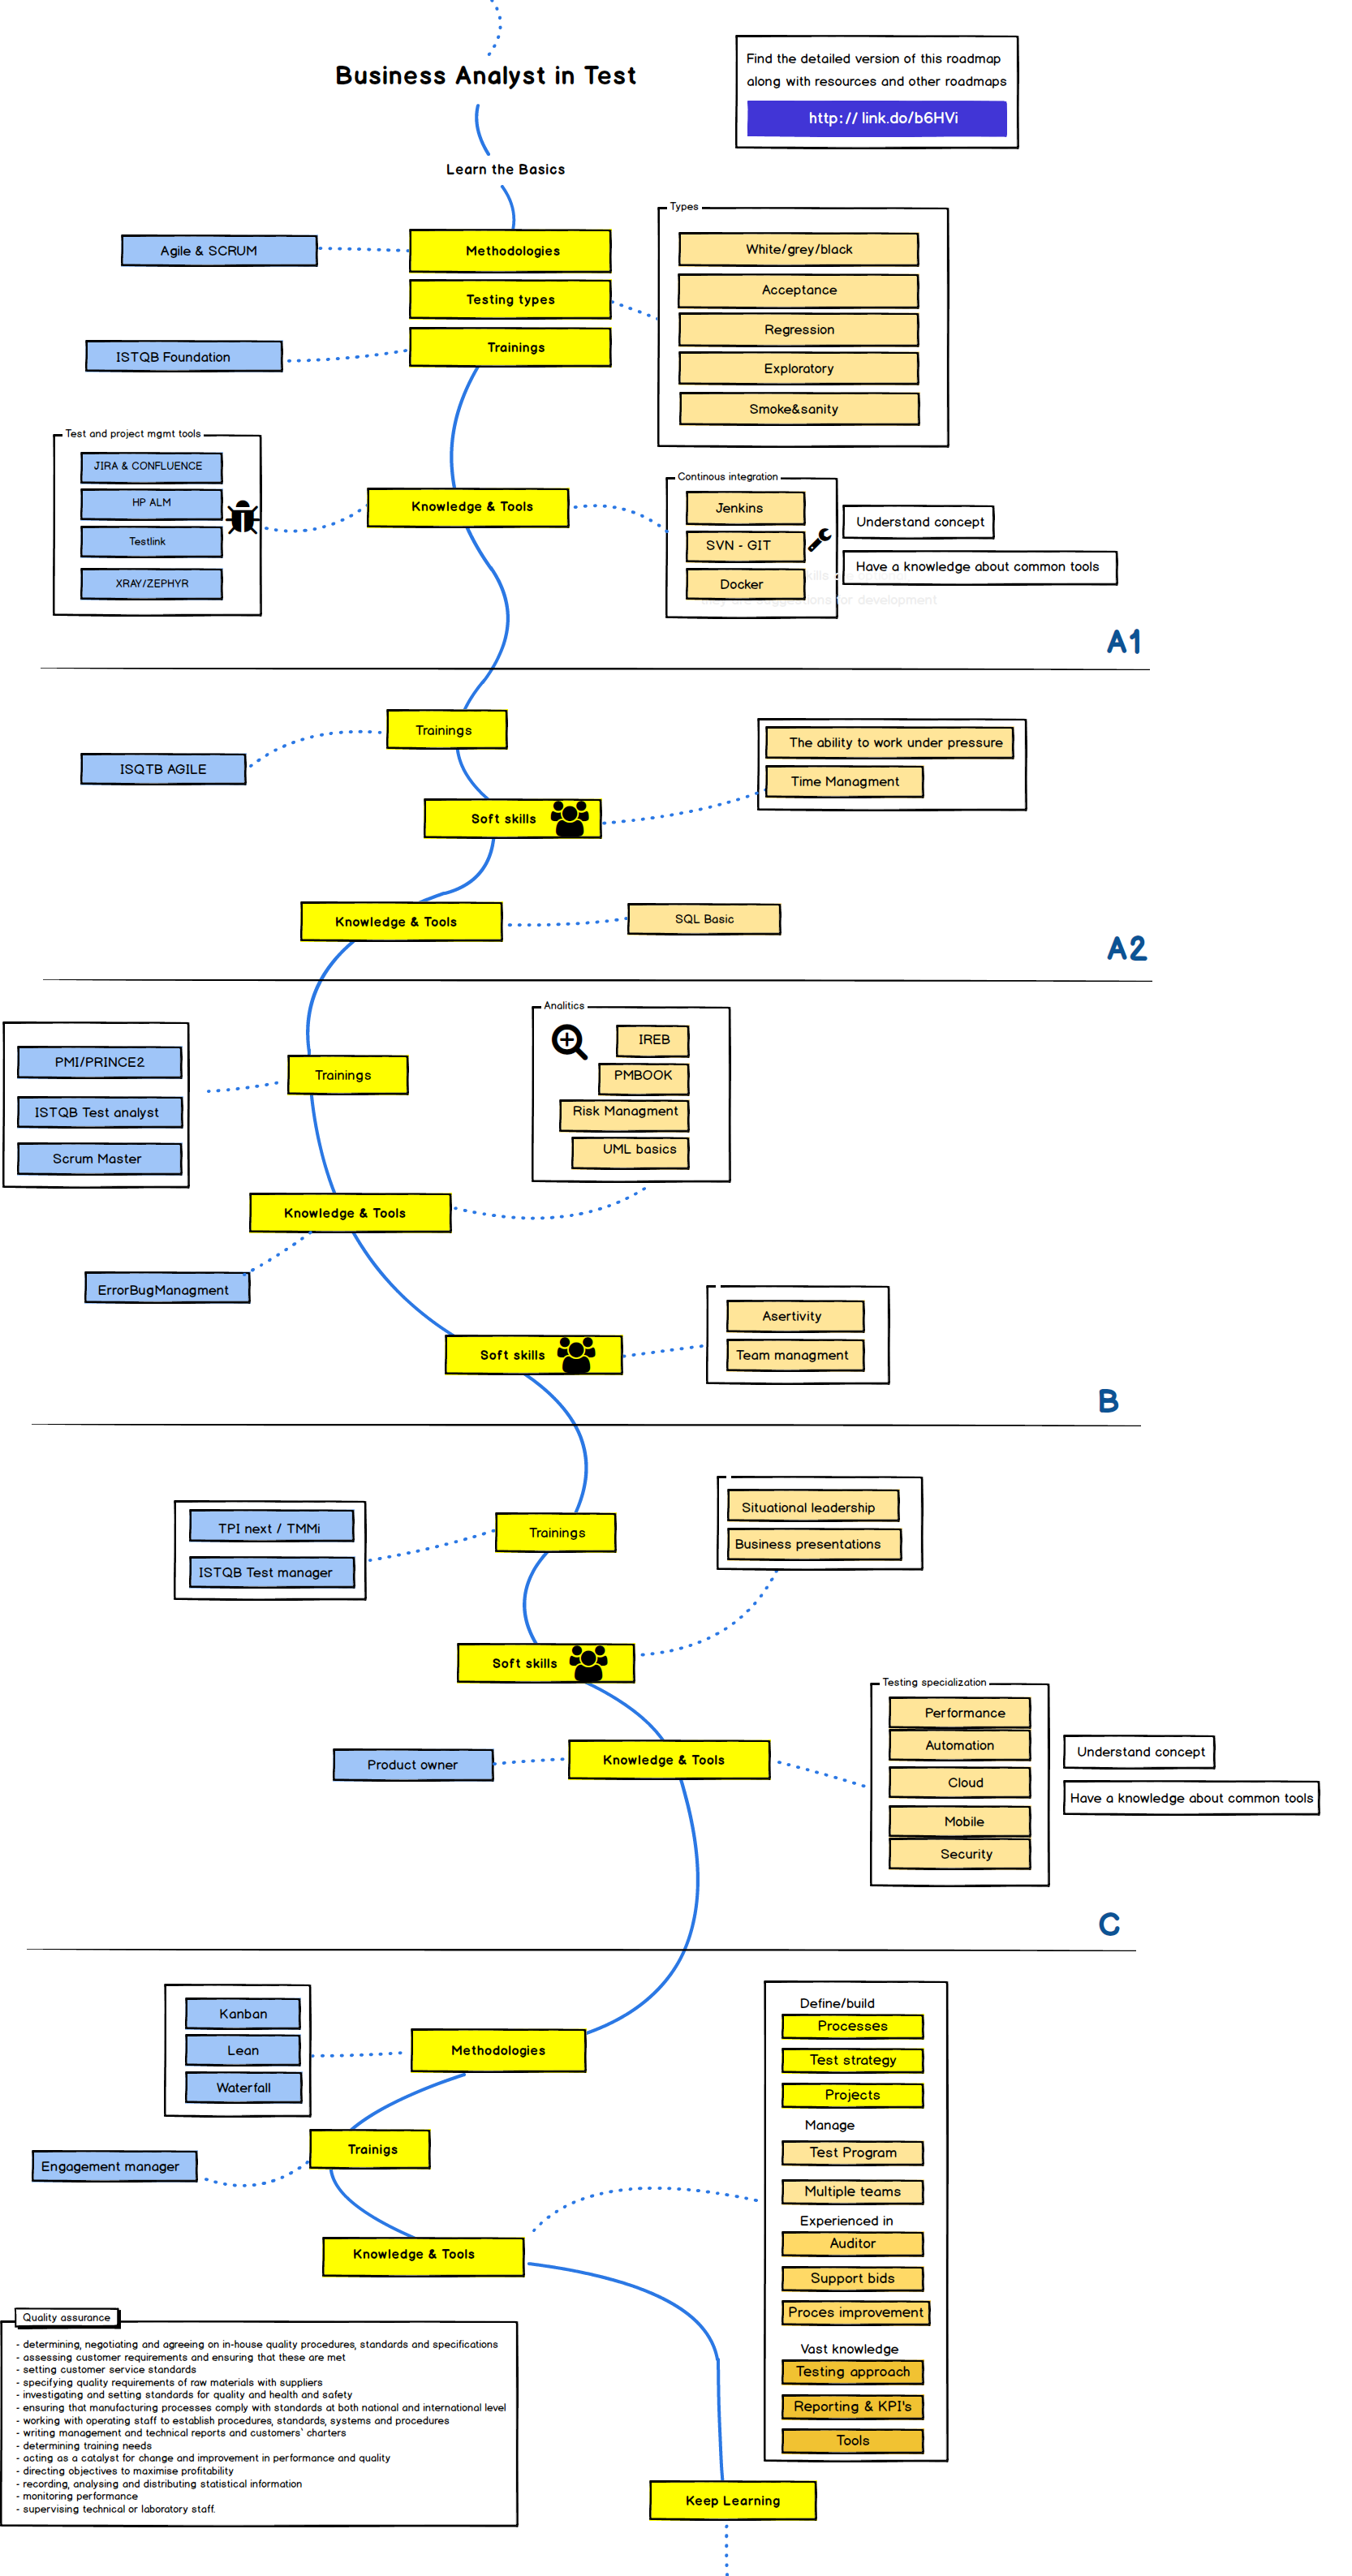 Business Analyst in Test
Find the detailed version of this roadmap
along with resources and other roadmaps
http:// link.do/b6HVi
Learn the Basics
Agile & SCRUM
Methodologies
Testing types
Trainings
ISTQB Foundation
Types
White/grey/black
Acceptance
Regression
Exploratory
Smoke&sanity
Test and project mgmt tools
JIRA & CONFLUENCE
HP ALM
Testlink
XRAY/ZEPHYR
Knowledge & Tools
Continous integration
Jenkins
SVN - GIT
Docker
Understand concept
Have a knowledge about common tools
for development
A1
Trainings
ISQTB AGILE
The ability to work under pressure
Time Managment
Soft skills
Knowledge & Tools
SQL Basic
A2
PMI/PRINCE2
ISTQB Test analyst
Scrum Master
Trainings
Analitics
IREB
PMBOOK
Risk Managment
UML basics
Knowledge & Tools
ErrorBugManagment
Soft skills
Asertivity
Team managment
B
TPI next / TMMi
ISTQB Test manager
Trainings
Situational leadership
Business presentations
Soft skills
Product owner
Knowledge & Tools
Testing specialization
Performance
Automation
Cloud
Mobile
Security
Understand concept
Have a knowledge about common tools
C
Kanban
Lean
Waterfall
Methodologies
Trainigs
Engagement manager
Knowledge & Tools
Define/build
Processes
Test strategy
Projects
Manage
Test Program
Multiple teams
Experienced in
Auditor
Support bids
Proces improvement
Vast knowledge
Testing approach
Reporting & KPI's
Tools
Quality assurance
- determining, negotiating and agreeing on in-house quality procedures, standards and specifications
- assessing customer requirements and ensuring that these are met
- setting customer service standards
- specifying quality requirements of raw materials with suppliers
- investigating and setting standards for quality and health and safety
- ensuring that manufacturing processes comply with standards at both national and international level
- working with operating staff to establish procedures, standards, systems and procedures
- writing management and technical reports and customers' charters
- determining training needs
- acting as a catalyst for change and improvement in performance and quality
- directing objectives to maximise profitability
- recording, analysing and distributing statistical information
- monitoring performance
- supervising technical or laboratory staff.
Keep Learning